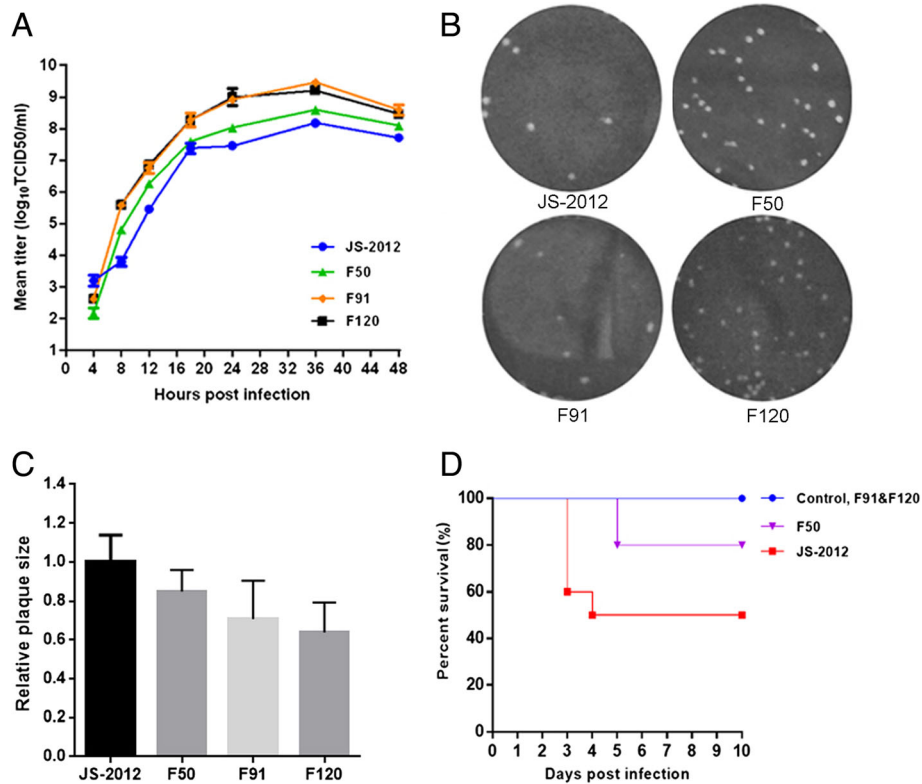 A
10
9
8
7
6
5
4
3
2
1
Mean titer (log10TCID50/ml)
0 4 8 12 16 20 24 28 32 36 40 44 48
Hours post infection
JS-2012
F50
F91
F120
B
JS-2012
F50
F91
F120
C
1.4
1.2
1.0
0.8
0.6
0.4
0.2
0.0
Relative plaque size
JS-2012 F50 F91 F120
D
100
80
60
40
20
0
Percent survival(%)
0 1 2 3 4 5 6 7 8 9 10
Days post infection
Control, F91&F120
F50
JS-2012